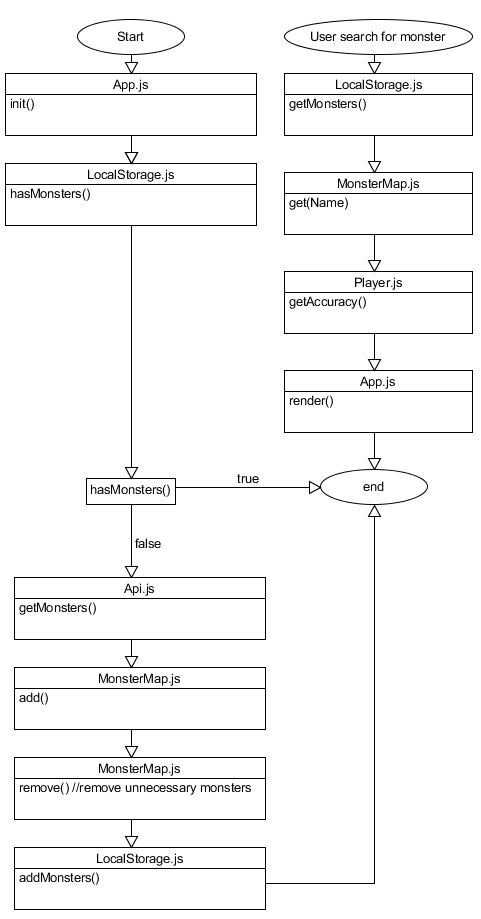 Start
App.js
init()
LocalStorage.js
hasMonsters()
hasMonsters()
true
false
Api.js
getMonsters()
MonsterMap.js
add()
MonsterMap.js
remove() //remove unnecessary monsters
LocalStorage.js
addMonsters()
User search for monster
LocalStorage.js
getMonsters()
MonsterMap.js
get(Name)
Player.js
getAccuracy()
App.js
render()
end